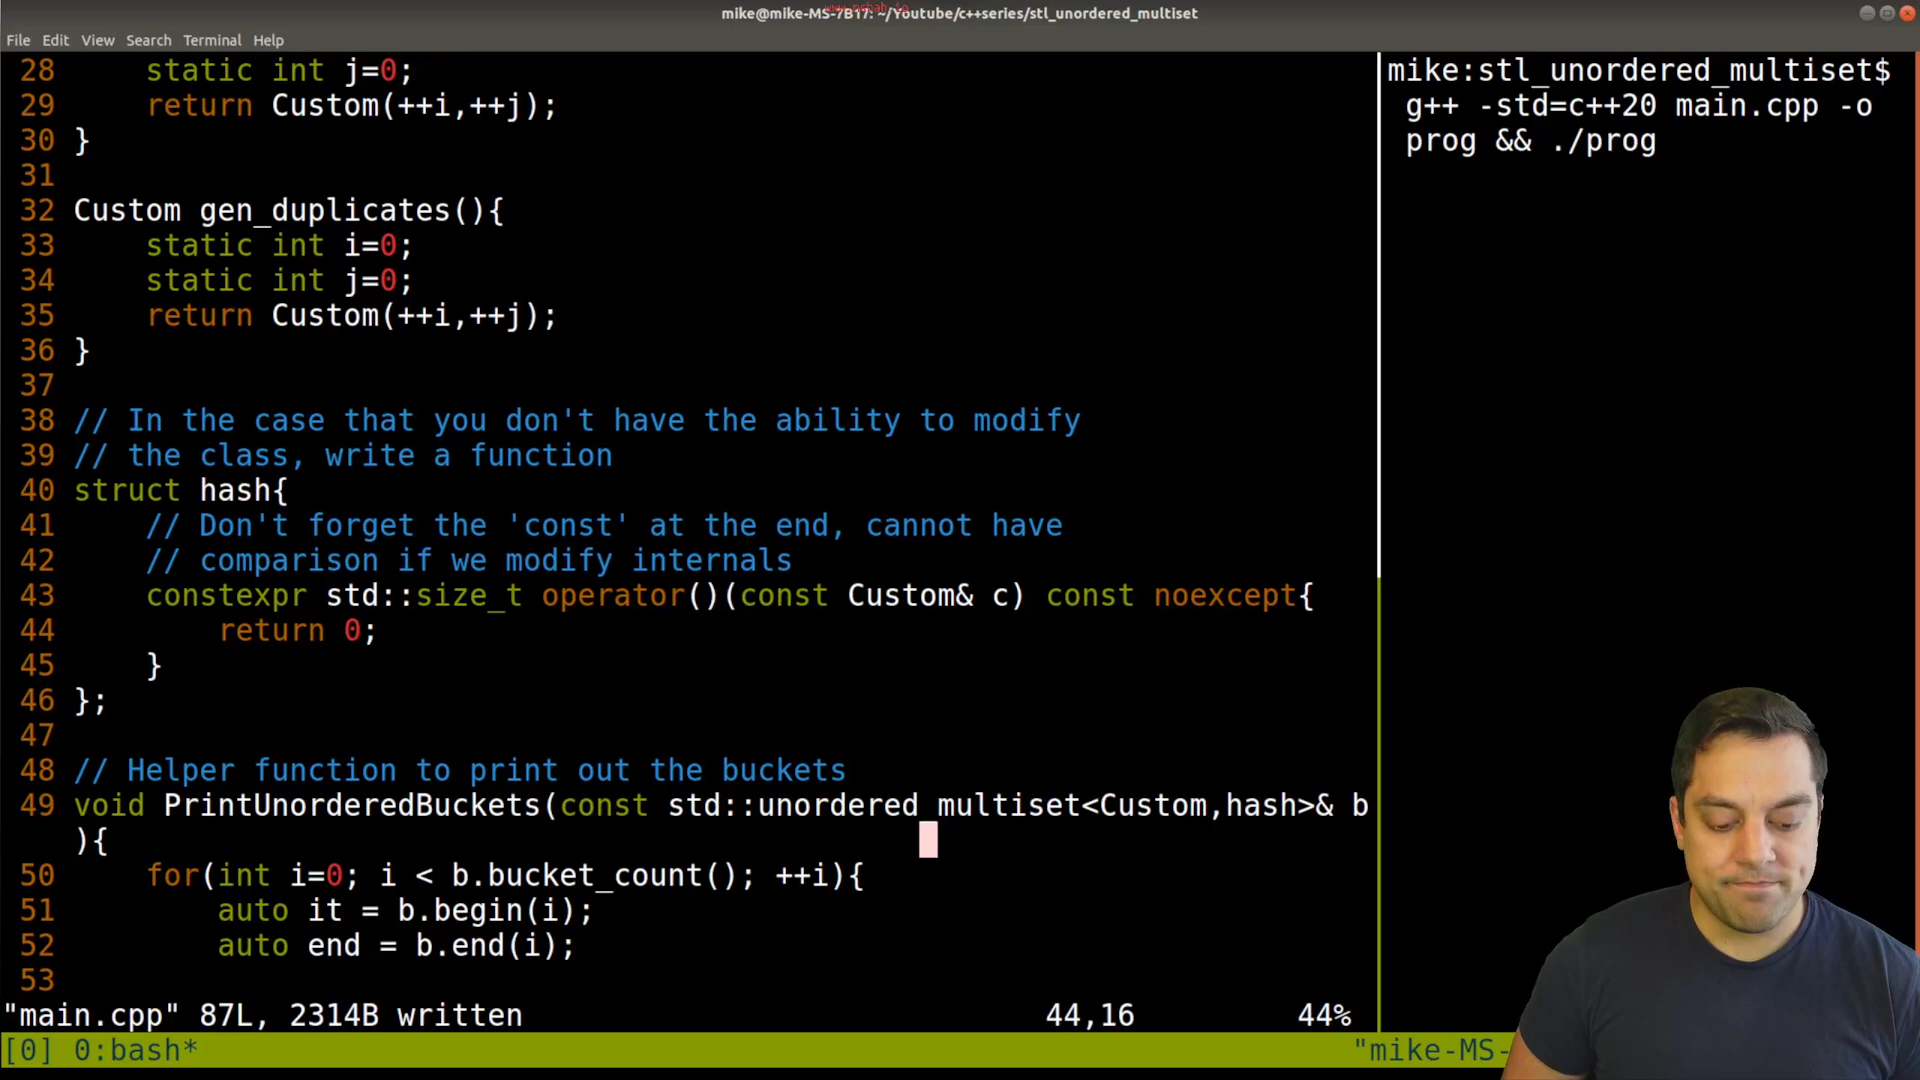 www.mshah.io
mike@mike-MS-7B17: ~/Youtube/c++series/stl_unordered_multiset
File Edit View Search Terminal Help
28     static int j=0;
29     return Custom(++i,++j);
30 }
31
32 Custom gen_duplicates(){
33     static int i=0;
34     static int j=0;
35     return Custom(++i,++j);
36 }
37
38 // In the case that you don't have the ability to modify
39 // the class, write a function
40 struct hash{
41     // Don't forget the 'const' at the end, cannot have
42     // comparison if we modify internals
43     constexpr std::size_t operator()(const Custom& c) const noexcept{
44         return 0;
45     }
46 };
47
48 // Helper function to print out the buckets
49 void PrintUnorderedBuckets(const std::unordered_multiset<Custom,hash>& b
){
50     for(int i=0; i < b.bucket_count(); ++i){
51         auto it = b.begin(i);
52         auto end = b.end(i);
53
"main.cpp" 87L, 2314B written 44,16 44%
mike:stl_unordered_multiset$
g++ -std=c++20 main.cpp -o
prog && ./prog
[0] 0:bash* "mike-MS-